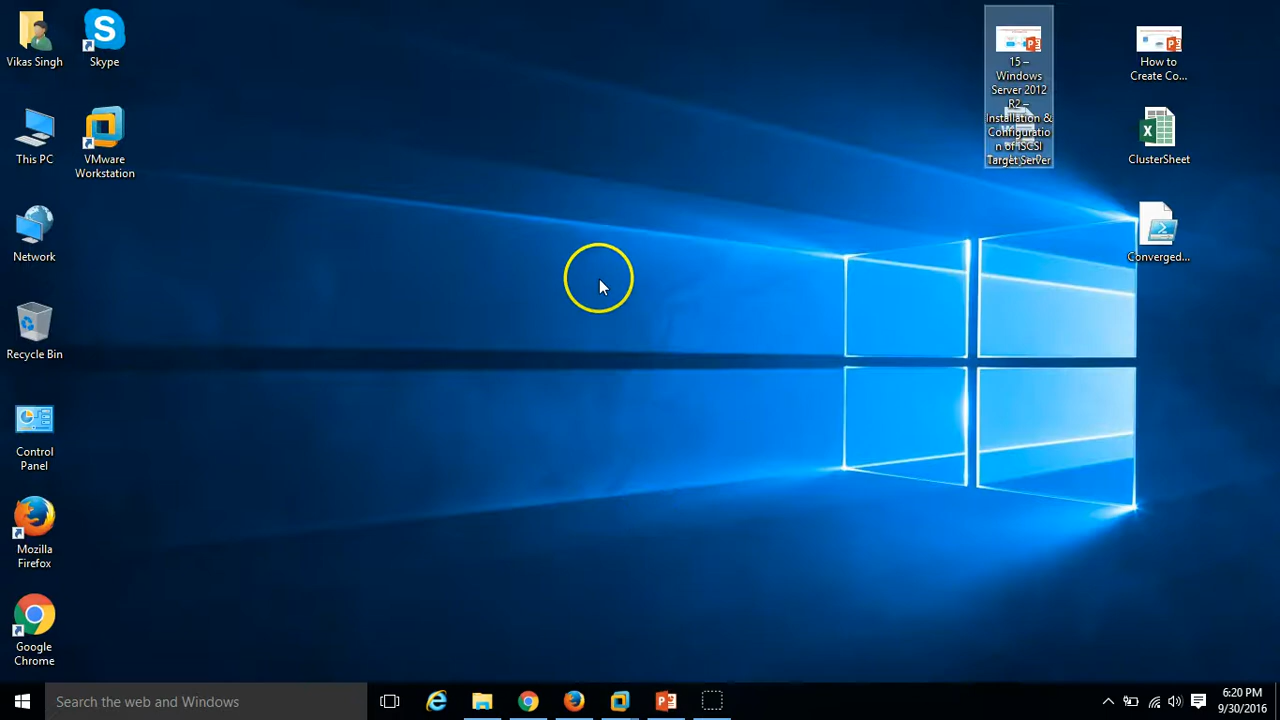 Vikas Singh
Skype
15 –
Windows
Server 2012
R2 –
Installation &
Configuratio
n of ISCSI
Target Server
How to
Create Co...
This PC
VMware
Workstation
ClusterSheet
Network
Converged...
Recycle Bin
Control
Panel
Mozilla
Firefox
Google
Chrome
Search the web and Windows
6:20 PM
9/30/2016